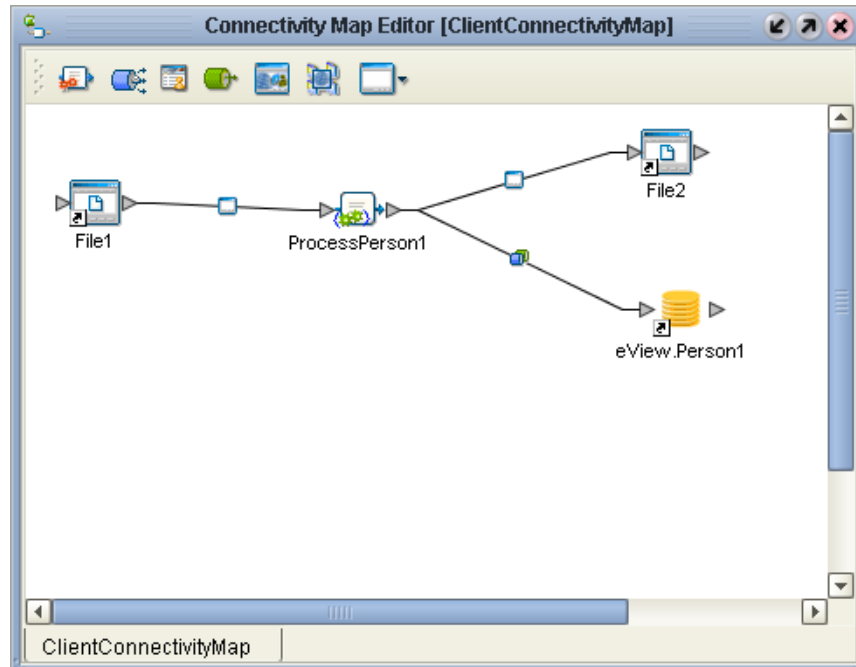 Connectivity Map Editor [ClientConnectivityMap]
File2
File1
ProcessPerson1
eView.Person1
ClientConnectivityMap